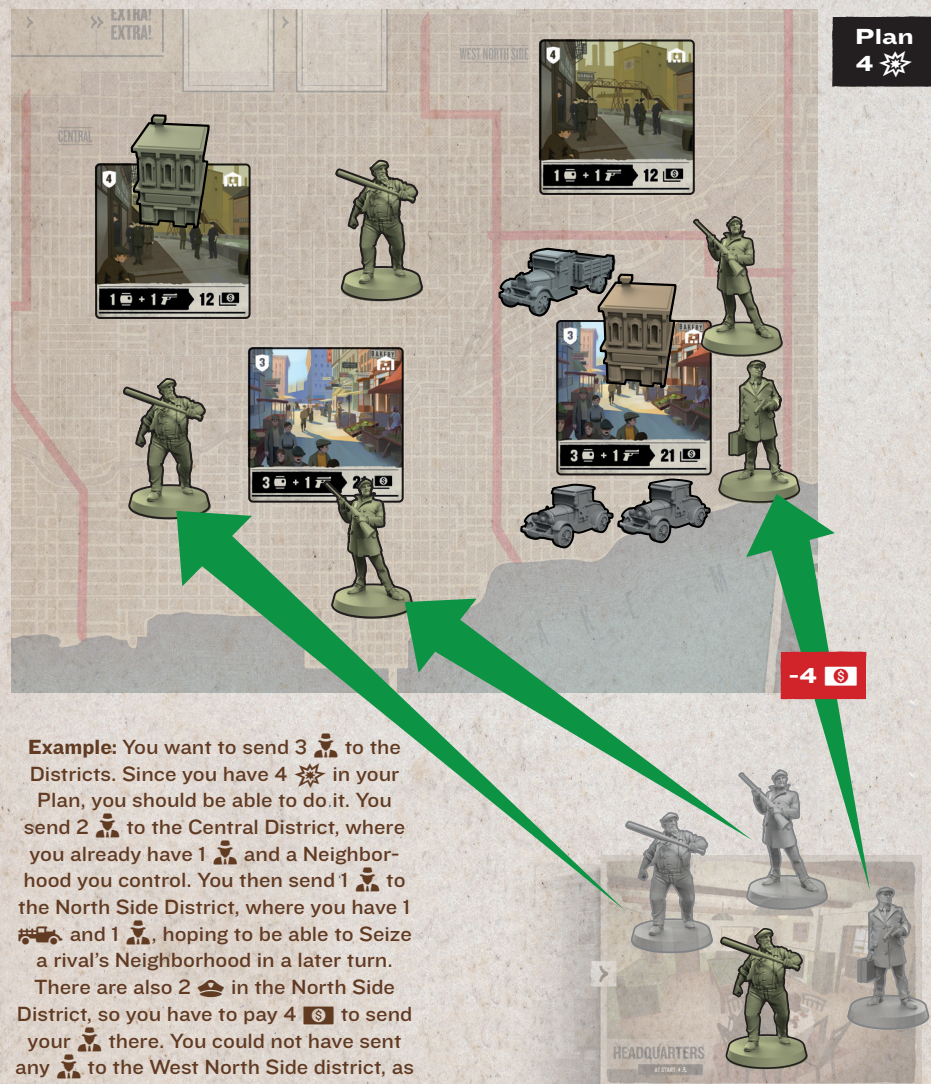 EXTRA!
EXTRA!
WEST NORTH SIDE
Plan
4
CENTRAL
4
1 + 1 12
4
1 + 1 12
3
BAKERY
3 + 1
3
BAKERY
3 + 1 21
-4
Example: You want to send 3 to the
Districts. Since you have 4 in your
Plan, you should be able to do it. You
send 2 to the Central District, where
you already have 1 and a Neighbor-
hood you control. You then send 1 to
the North Side District, where you have 1
and 1 , hoping to be able to Seize
a rival's Neighborhood in a later turn.
There are also 2 in the North Side
District, so you have to pay 4 to send
your there. You could not have sent
any to the West North Side district, as
HEADQUARTERS
AT START: 4